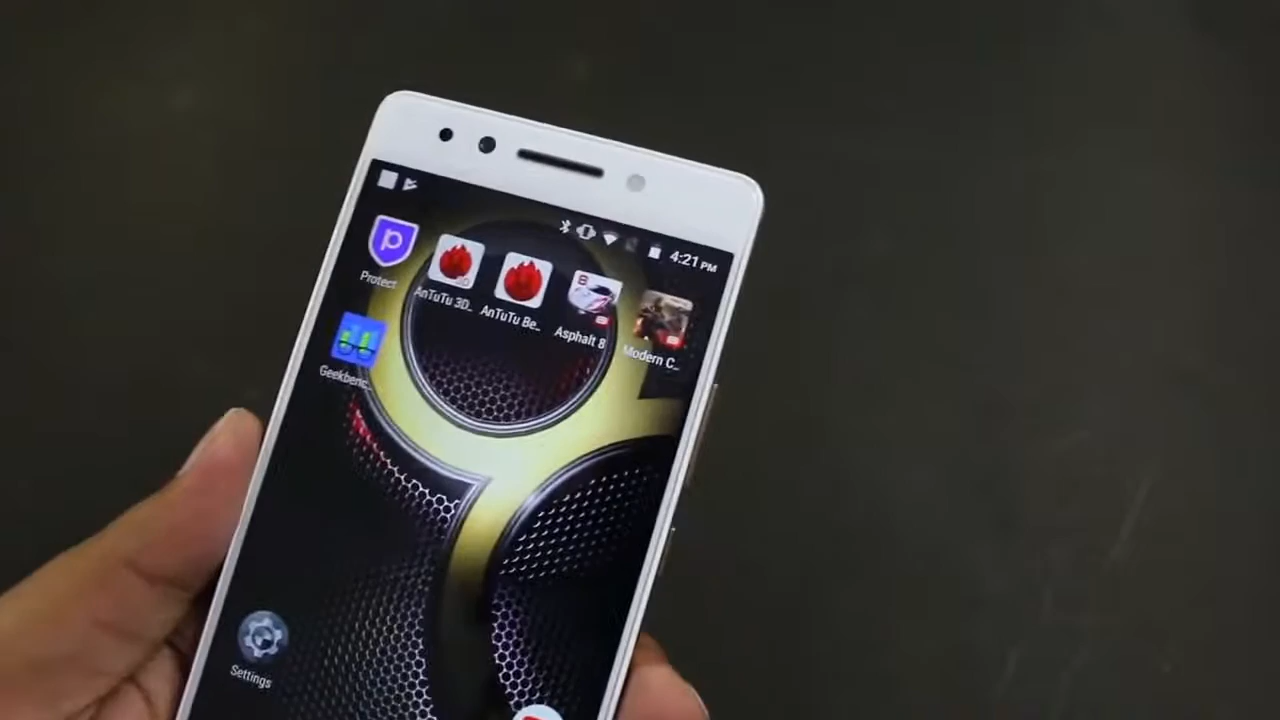 4:21 PM
Protect
AnTuTu 3D..
AnTuTu Be..
Asphalt 8
Modern C..
Geekbenc..
Settings